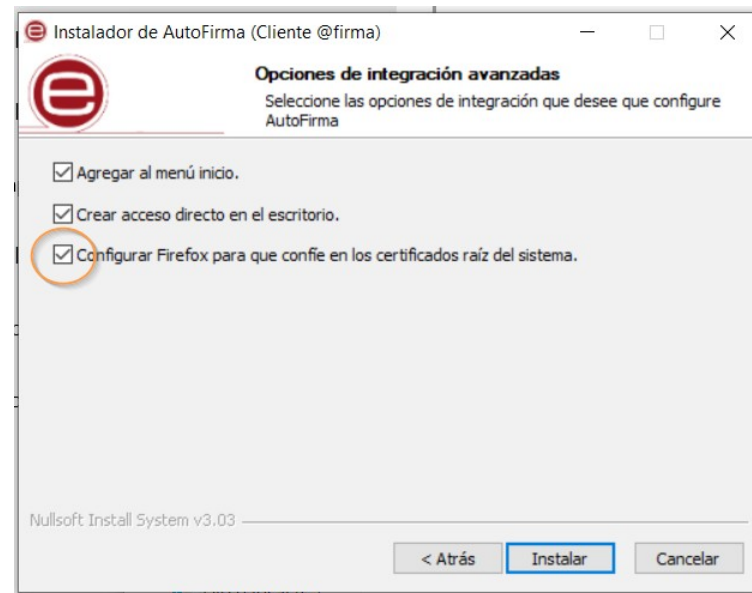 Instalador de AutoFirma (Cliente @firma)
Opciones de integración avanzadas
Seleccione las opciones de integración que desee que configure
AutoFirma
Agregar al menú inicio.
Crear acceso directo en el escritorio.
Configurar Firefox para que confíe en los certificados raíz del sistema.
Nullsoft Install System v3.03
< Atrás
Instalar
Cancelar